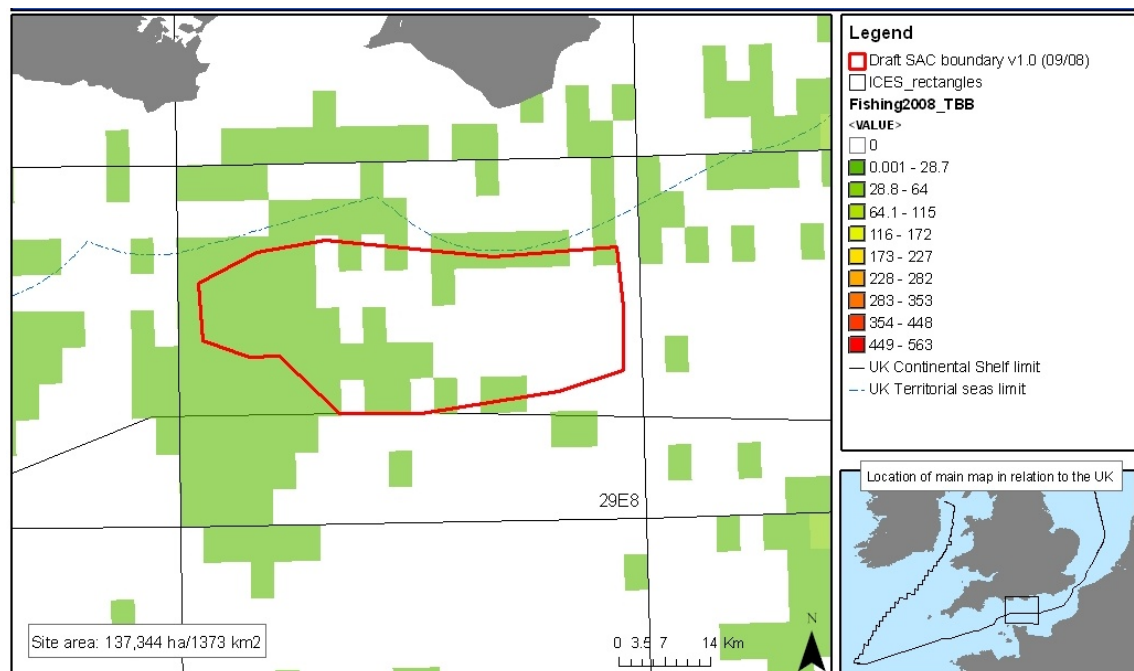 Legend
Draft SAC boundary v1.0 (09/08)
ICES_rectangles
Fishing2008_TBB
<VALUE>
0
0.001 - 28.7
28.8 - 64
64.1 - 115
116 - 172
173 - 227
228 - 282
283 - 353
354 - 448
449 - 563
UK Continental Shelf limit
UK Territorial seas limit
29E8
Site area: 137,344 ha/1373 km2
0 3.5 7 14 Km
N
Location of main map in relation to the UK